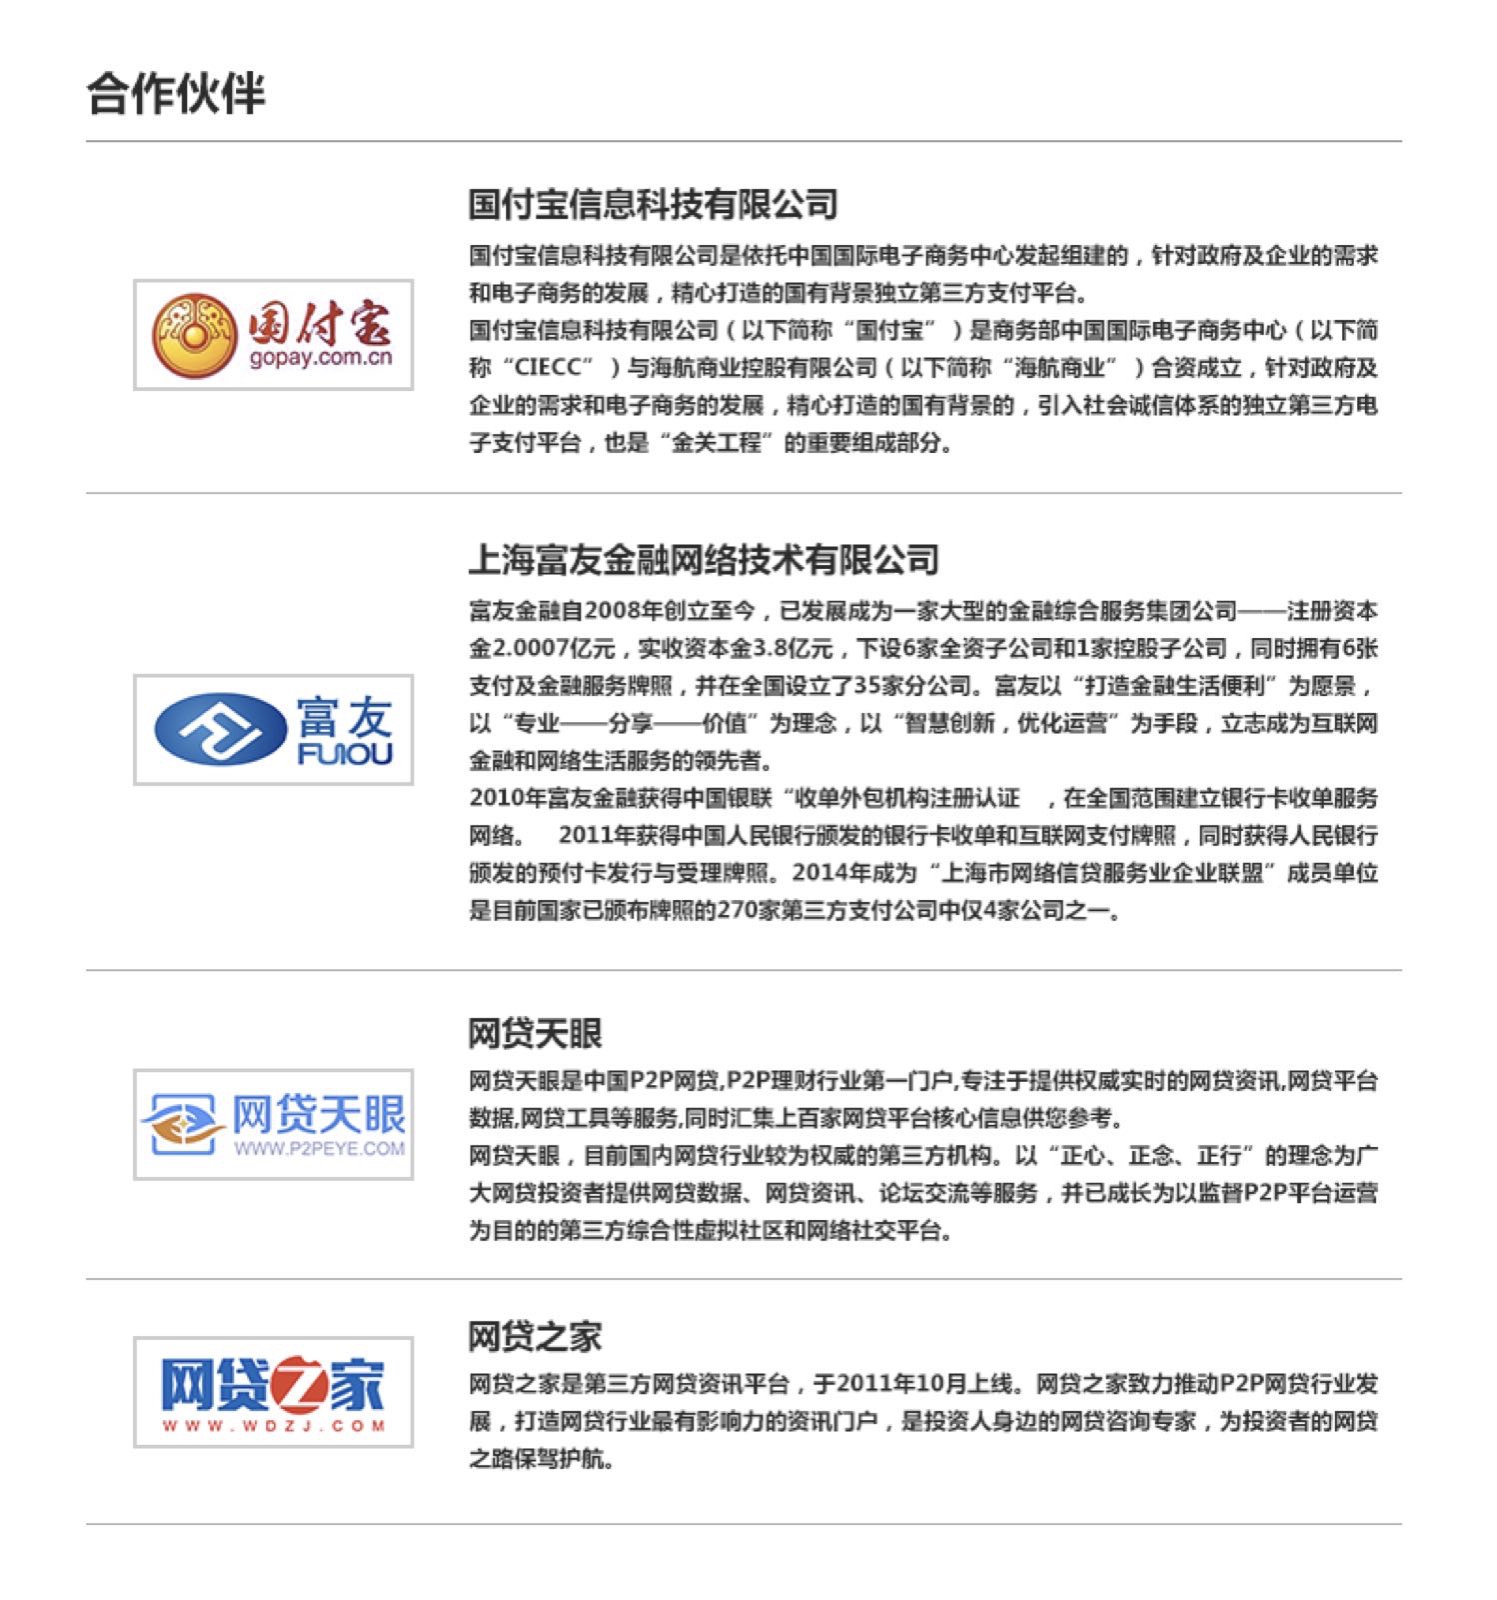 合作伙伴
国付宝信息科技有限公司
国付宝信息科技有限公司是依托中国国际电子商务中心发起组建的，针对政府及企业的需求
和电子商务的发展，精心打造的国有背景独立第三方支付平台。
国付宝信息科技有限公司（以下简称“国付宝”）是商务部中国国际电子商务中心（以下简
称“CIECC”）与海航商业控股有限公司（以下简称“海航商业”）合资成立，针对政府及
企业的需求和电子商务的发展，精心打造的国有背景的，引入社会诚信体系的独立第三方电
子支付平台，也是“金关工程”的重要组成部分。
国付宝
gopay.com.cn
上海富友金融网络技术有限公司
富友金融自2008年创立至今，已发展成为一家大型的金融综合服务集团公司——注册资本
金2.0007亿元，实收资本金3.8亿元，下设6家全资子公司和1家控股子公司，同时拥有6张
支付及金融服务牌照，并在全国设立了35家分公司。富友以“打造金融生活便利”为愿景，
以“专业——分享——价值”为理念，以“智慧创新，优化运营”为手段，立志成为互联网
金融和网络生活服务的领先者。
2010年富友金融获得中国银联“收单外包机构注册认证　，在全国范围建立银行卡收单服务
网络。　2011年获得中国人民银行颁发的银行卡收单和互联网支付牌照，同时获得人民银行
颁发的预付卡发行与受理牌照。2014年成为“上海市网络信贷服务业企业联盟”成员单位
是目前国家已颁布牌照的270家第三方支付公司中仅4家公司之一。
富友
FUIOU
网贷天眼
网贷天眼是中国P2P网贷,P2P理财行业第一门户,专注于提供权威实时的网贷资讯,网贷平台
数据,网贷工具等服务,同时汇集上百家网贷平台核心信息供您参考。
网贷天眼，目前国内网贷行业较为权威的第三方机构。以“正心、正念、正行”的理念为广
大网贷投资者提供网贷数据、网贷资讯、论坛交流等服务，并已成长为以监督P2P平台运营
为目的的第三方综合性虚拟社区和网络社交平台。
网贷天眼
WWW.P2PEYE.COM
网贷之家
网贷之家是第三方网贷资讯平台，于2011年10月上线。网贷之家致力推动P2P网贷行业发
展，打造网贷行业最有影响力的资讯门户，是投资人身边的网贷咨询专家，为投资者的网贷
之路保驾护航。
网贷之家
WWW.WDZJ.COM